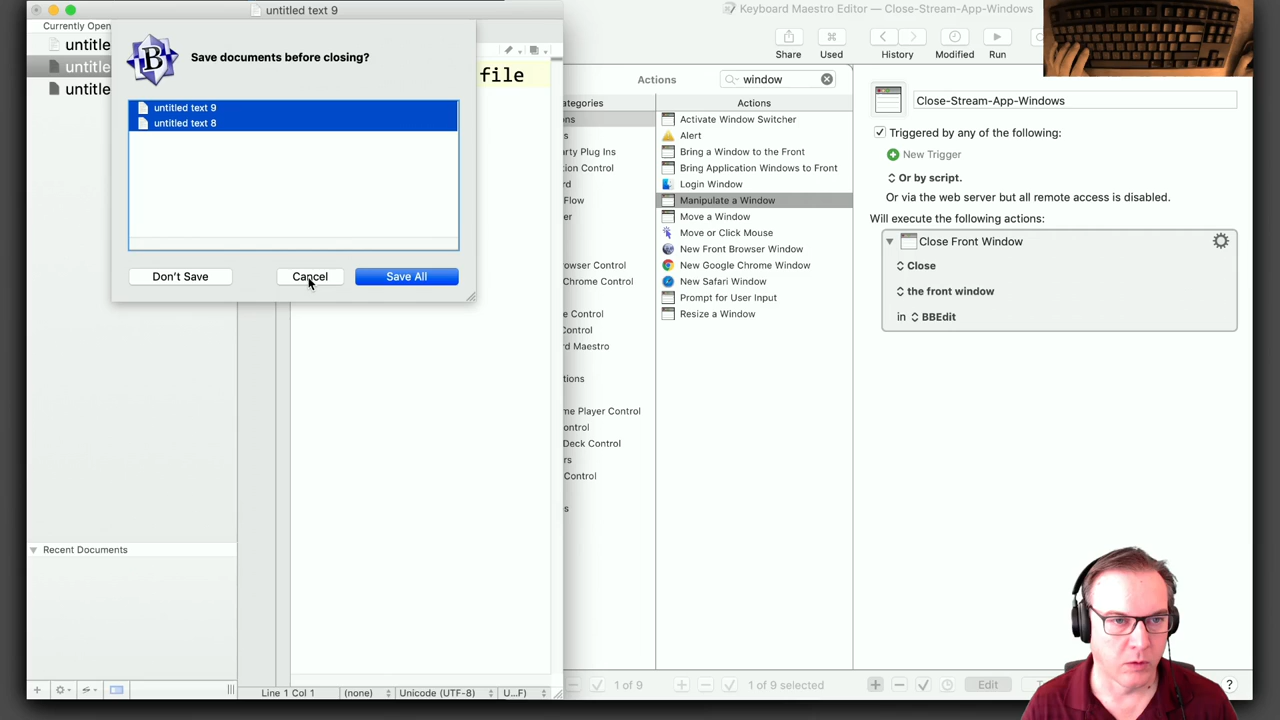 untitled text 9
Keyboard Maestro Editor — Close-Stream-App-Windows
Currently Open
untitle
untitle
untitle
Save documents before closing?
untitled text 9
untitled text 8
Don't Save
Cancel
Save All
file
Recent Documents
Line 1 Col 1
(none)
Unicode (UTF-8)
U...F)
Share
Used
History
Modified
Run
Actions
window
ategories
ns
s
arty Plug Ins
ion Control
rd
Flow
er
owser Control
Chrome Control
e Control
ontrol
rd Maestro
tions
me Player Control
ontrol
Deck Control
rs
Control
s
Actions
Activate Window Switcher
Alert
Bring a Window to the Front
Bring Application Windows to Front
Login Window
Manipulate a Window
Move a Window
Move or Click Mouse
New Front Browser Window
New Google Chrome Window
New Safari Window
Prompt for User Input
Resize a Window
Close-Stream-App-Windows
Triggered by any of the following:
New Trigger
Or by script.
Or via the web server but all remote access is disabled.
Will execute the following actions:
Close Front Window
Close
the front window
in BBEdit
1 of 9
1 of 9 selected
Edit
T
?